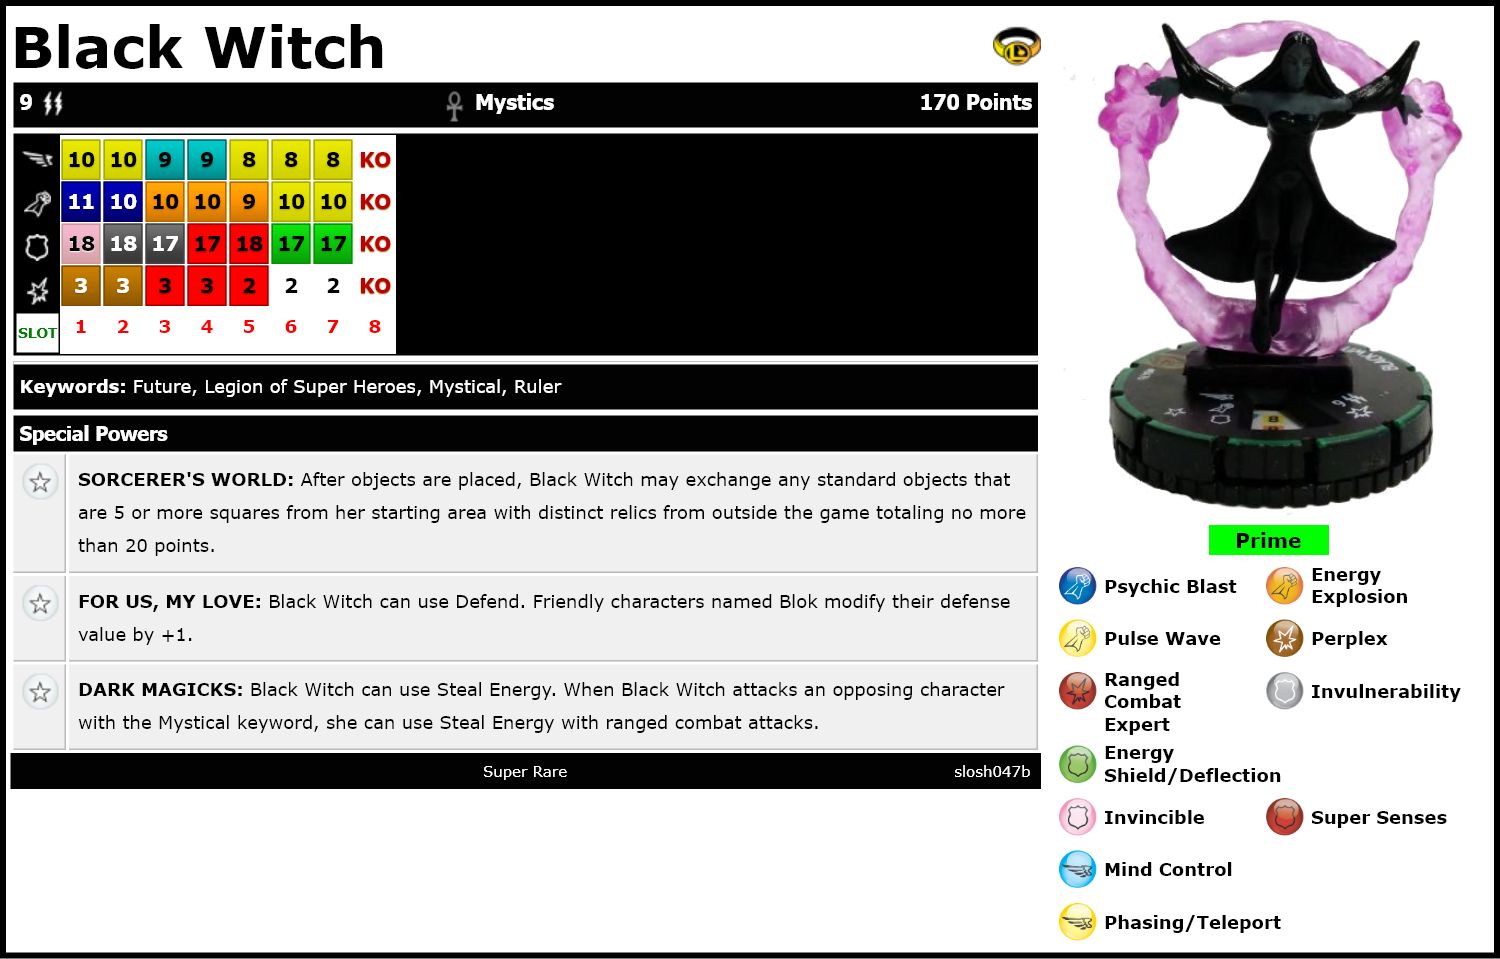 Black Witch
9 Mystics 170 Points
10 10 9 9 8 8 8 KO
11 10 10 10 9 10 10 KO
18 18 17 17 18 17 17 KO
3 3 3 3 2 2 2 KO
SLOT 1 2 3 4 5 6 7 8
Keywords: Future, Legion of Super Heroes, Mystical, Ruler
Special Powers
SORCERER'S WORLD: After objects are placed, Black Witch may exchange any standard objects that
are 5 or more squares from her starting area with distinct relics from outside the game totaling no more
than 20 points.
FOR US, MY LOVE: Black Witch can use Defend. Friendly characters named Blok modify their defense
value by +1.
DARK MAGICKS: Black Witch can use Steal Energy. When Black Witch attacks an opposing character
with the Mystical keyword, she can use Steal Energy with ranged combat attacks.
Super Rare slosh047b
Prime
Psychic Blast
Energy
Explosion
Pulse Wave
Perplex
Ranged
Combat
Expert
Invulnerability
Energy
Shield/Deflection
Invincible
Super Senses
Mind Control
Phasing/Teleport